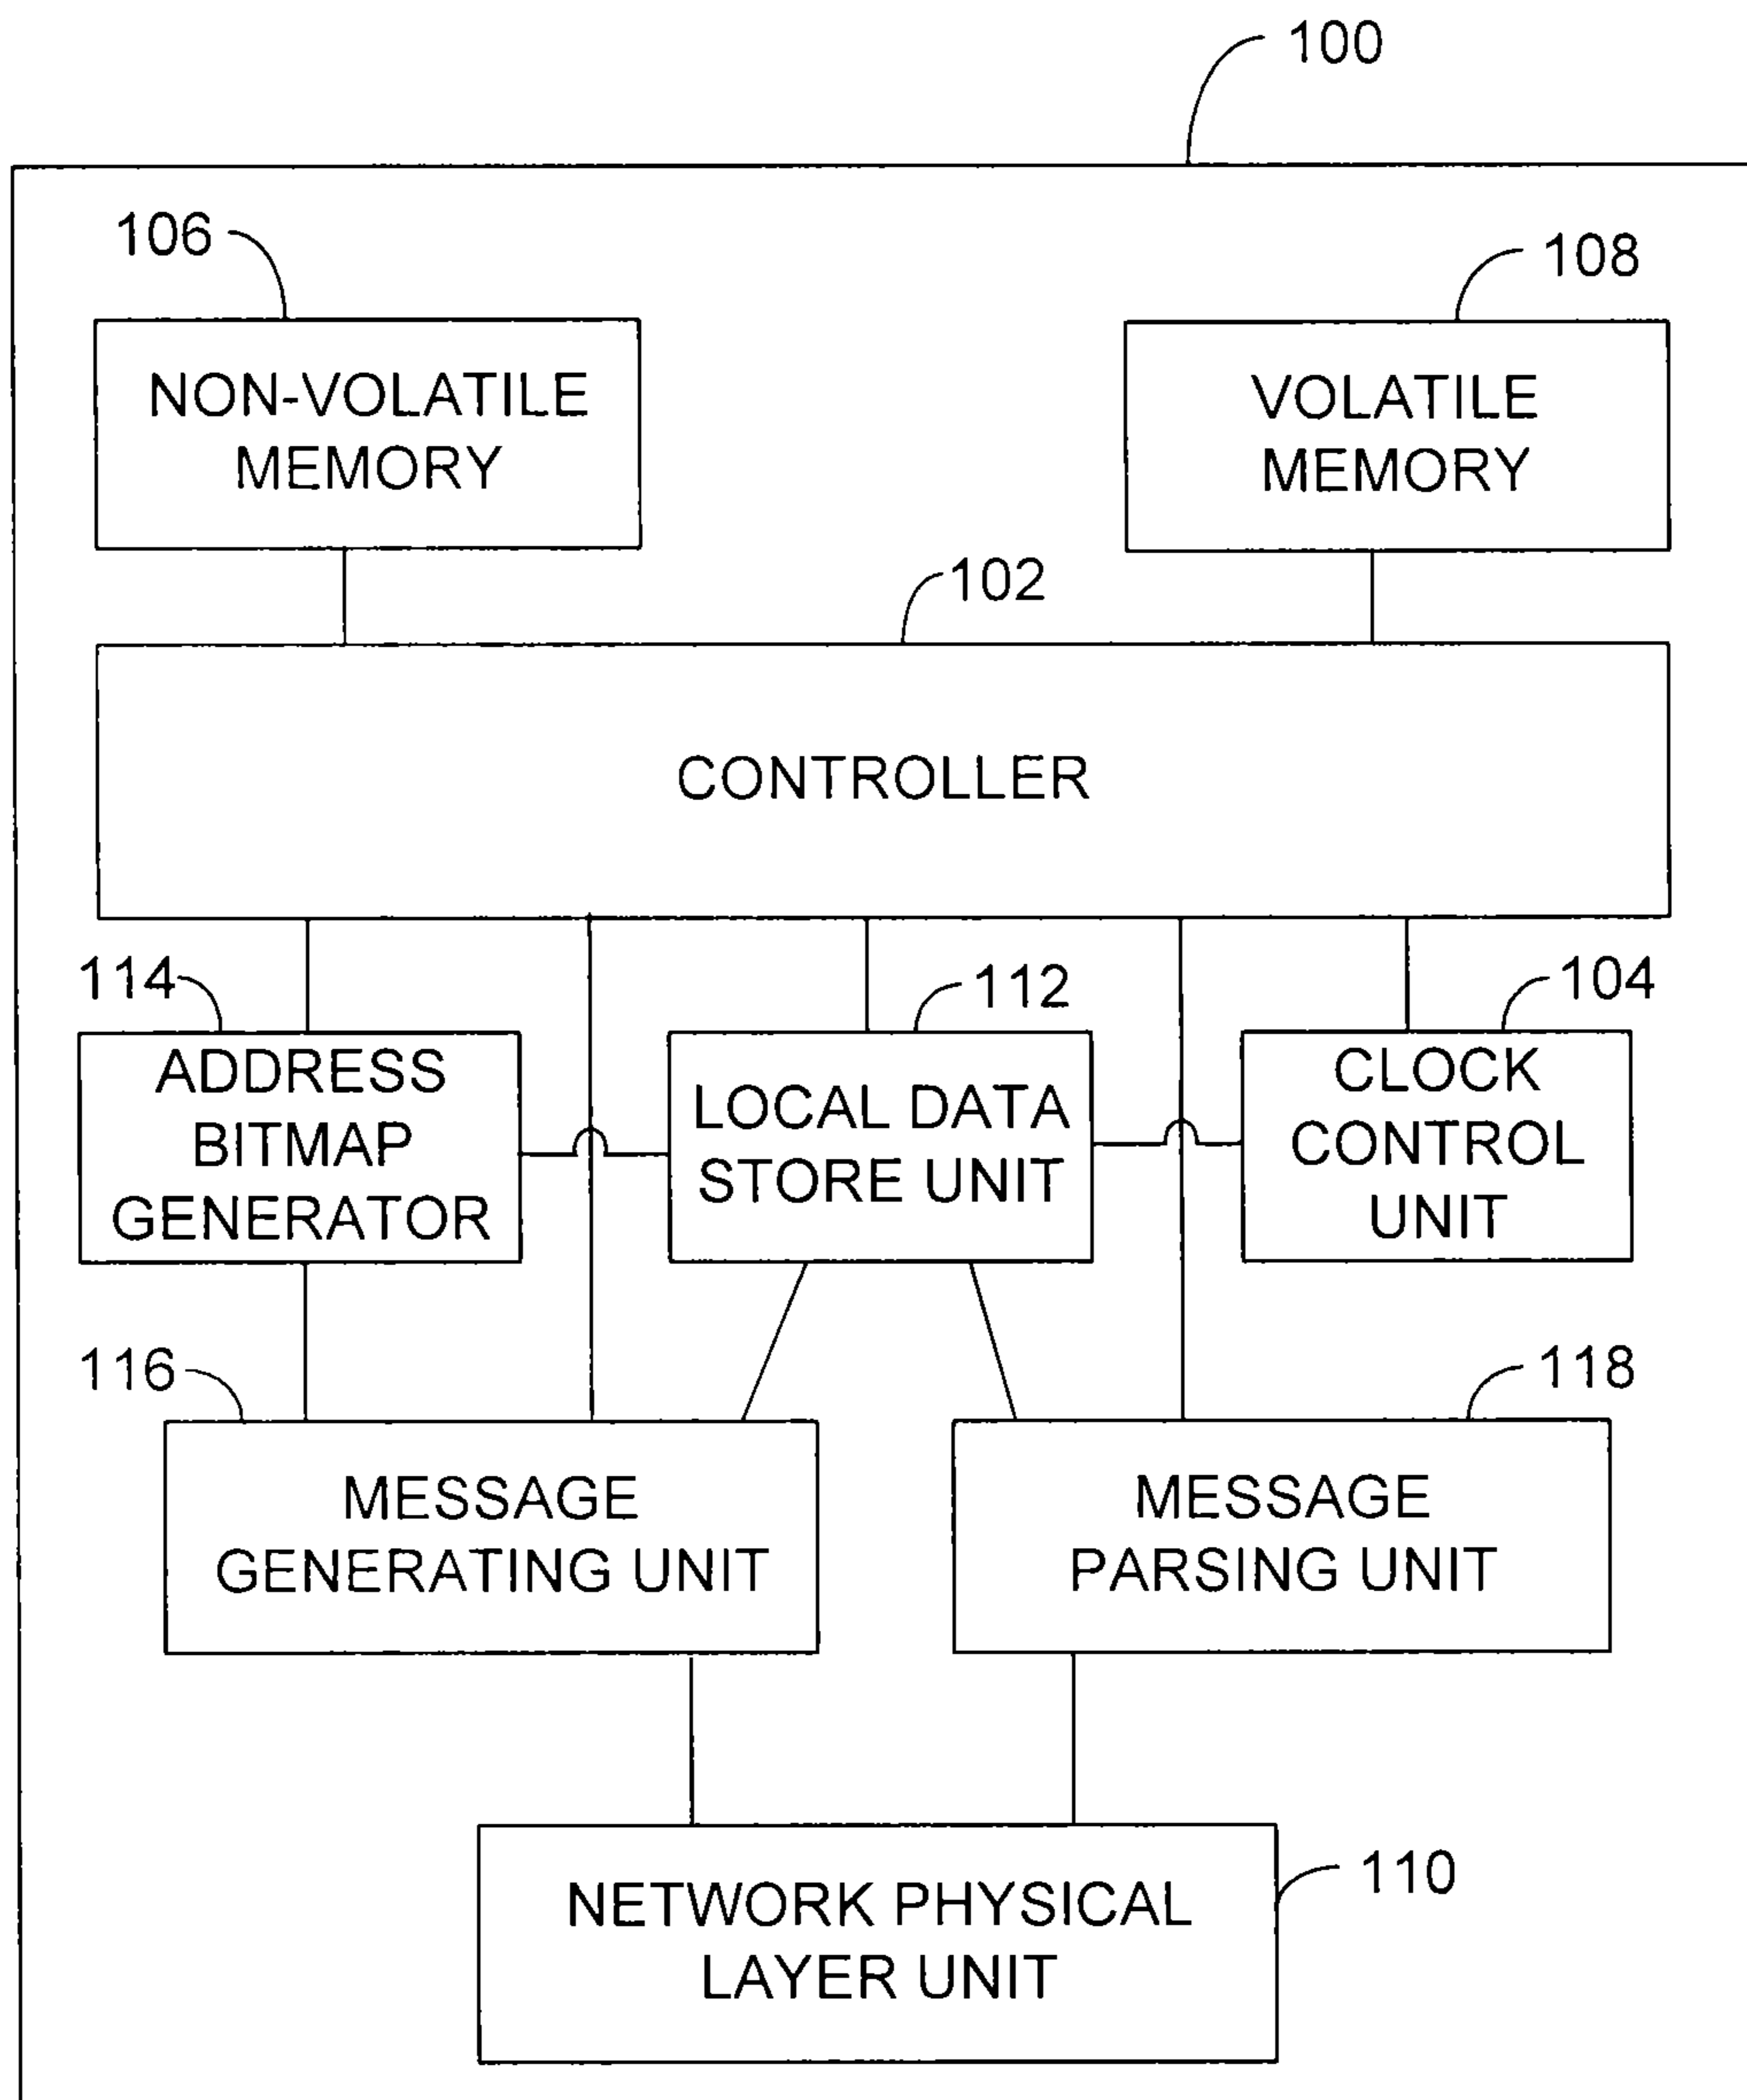 100
106
108
NON-VOLATILE
MEMORY
VOLATILE
MEMORY
102
CONTROLLER
114
112
104
ADDRESS
BITMAP
GENERATOR
LOCAL DATA
STORE UNIT
CLOCK
CONTROL
UNIT
116
118
MESSAGE
GENERATING UNIT
MESSAGE
PARSING UNIT
110
NETWORK PHYSICAL
LAYER UNIT